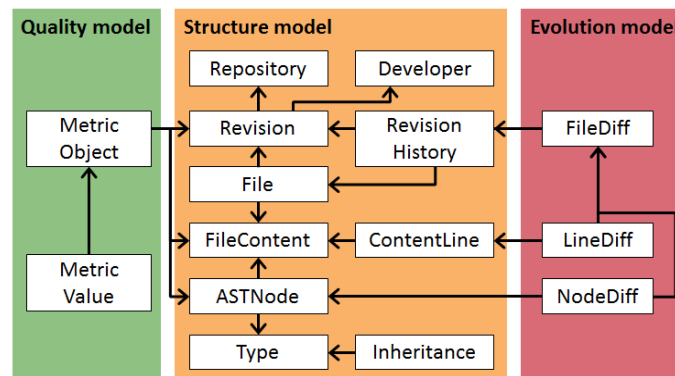 Quality model
Structure model
Evolution model
Repository
Developer
Metric
Object
Revision
Revision
History
FileDiff
File
FileContent
ContentLine
LineDiff
Metric
Value
ASTNode
NodeDiff
Type
Inheritance